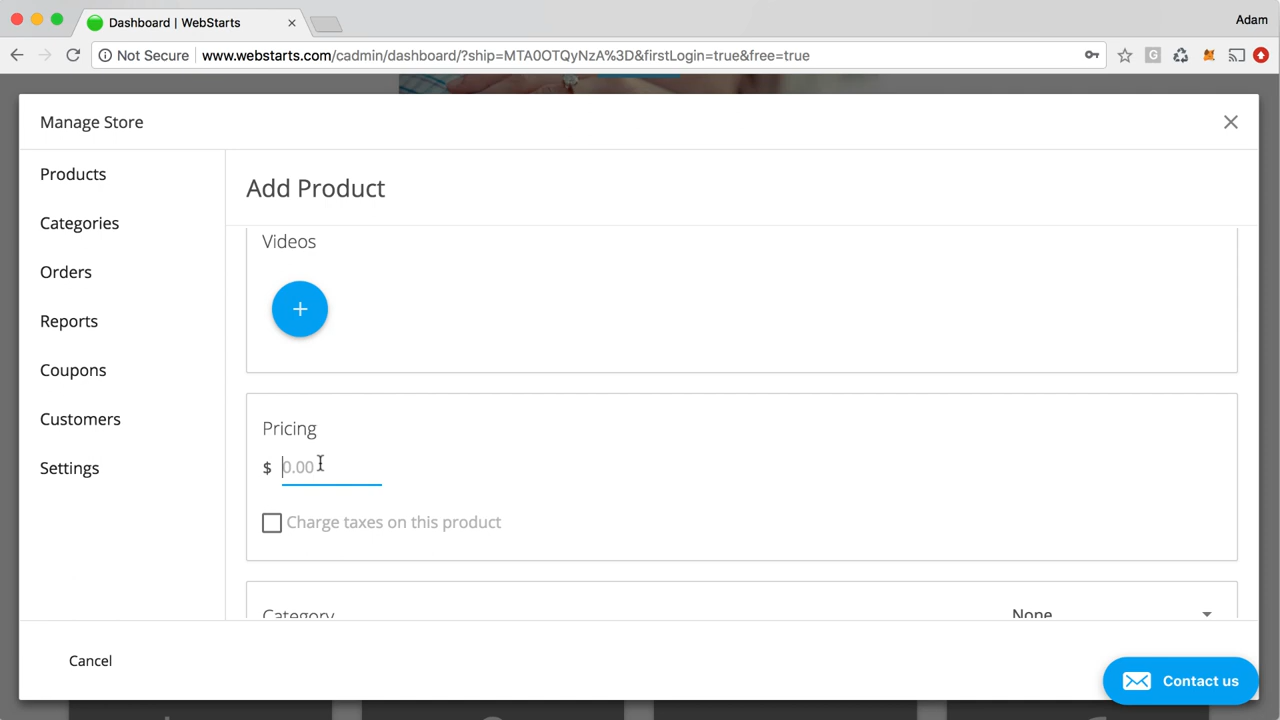 Dashboard | WebStarts
Adam
Not Secure www.webstarts.com/cadmin/dashboard/?ship=MTA0OTQyNzA%3D&firstLogin=true&free=true
G
Manage Store
Products
Categories
Orders
Reports
Coupons
Customers
Settings
Add Product
Videos
Pricing
$ 0.00
Charge taxes on this product
Category
None
Cancel
Contact us